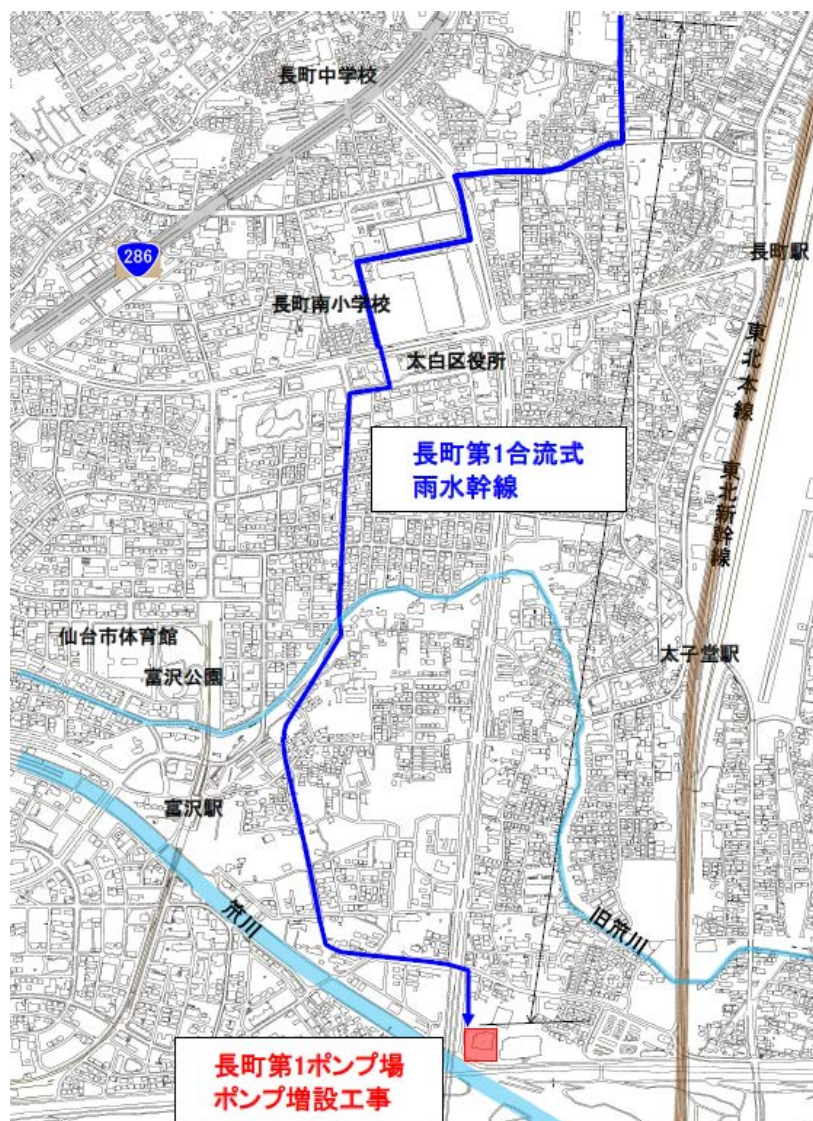 長町中学校
286
長町駅
長町南小学校
太白区役所
東北本線
東北新幹線
長町第1合流式
雨水幹線
仙台市体育館
富沢公園
太子堂駅
富沢駅
笊川
旧笊川
長町第1ポンプ場
ポンプ増設工事